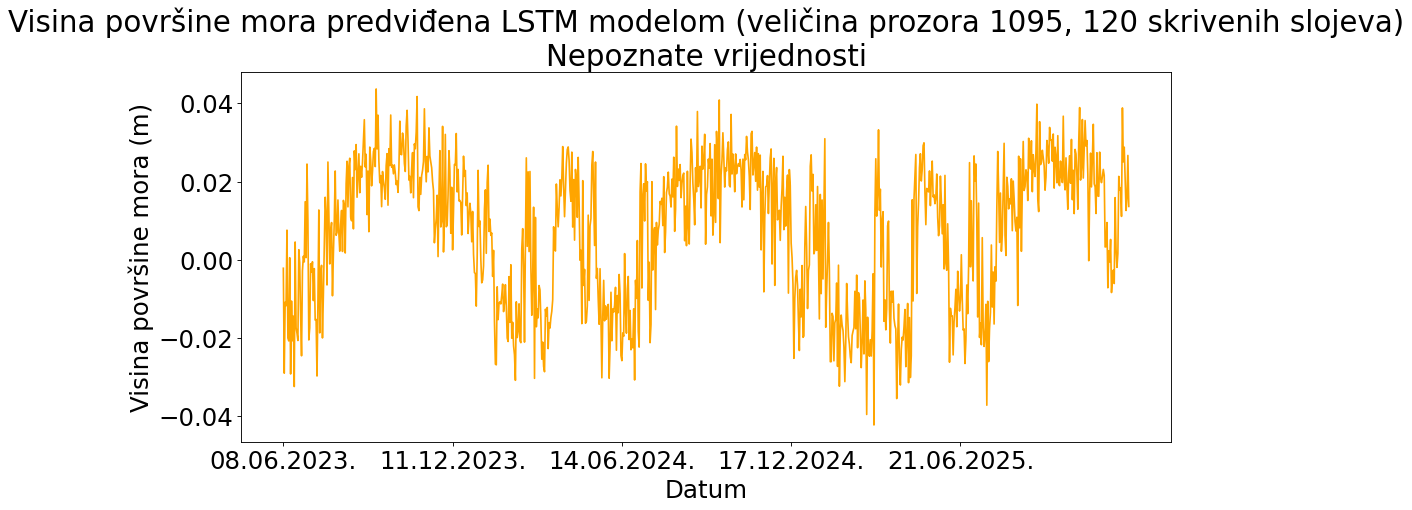 Visina površine mora predviđena LSTM modelom (veličina prozora 1095, 120 skrivenih slojeva)
Nepoznate vrijednosti
Visina površine mora (m)
0.04
0.02
0.00
−0.02
−0.04
08.06.2023. 11.12.2023. 14.06.2024. 17.12.2024. 21.06.2025.
Datum